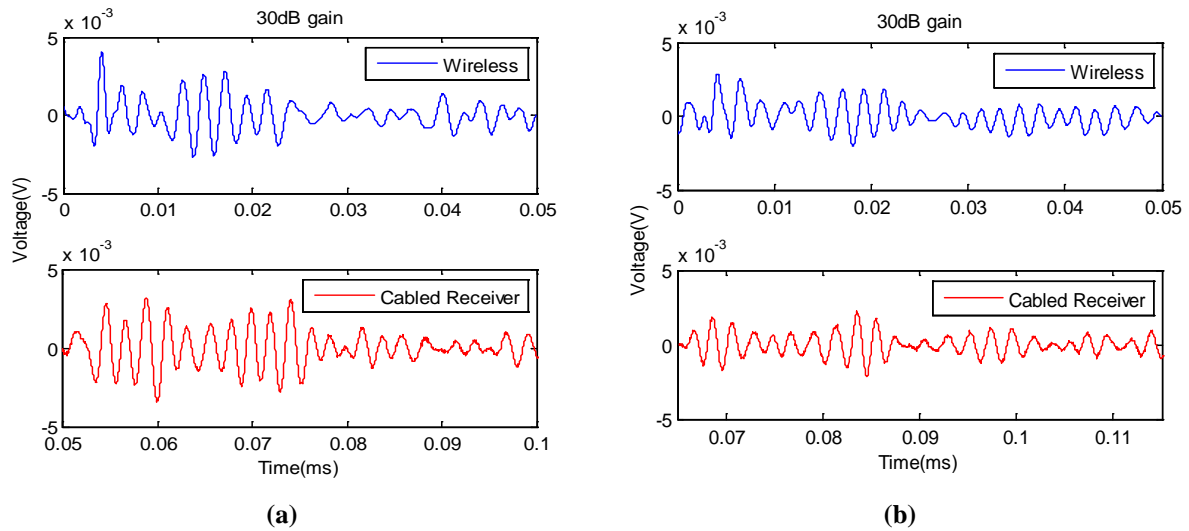 30dB gain
x 10⁻³
5
0
-5
Wireless
0 0.01 0.02 0.03 0.04 0.05
Voltage(V)
x 10⁻³
5
0
-5
Cabled Receiver
0.05 0.06 0.07 0.08 0.09 0.1
Time(ms)
(a)
30dB gain
x 10⁻³
5
0
-5
Wireless
0 0.01 0.02 0.03 0.04 0.05
Voltage(V)
x 10⁻³
5
0
-5
Cabled Receiver
0.07 0.08 0.09 0.1 0.11
Time(ms)
(b)